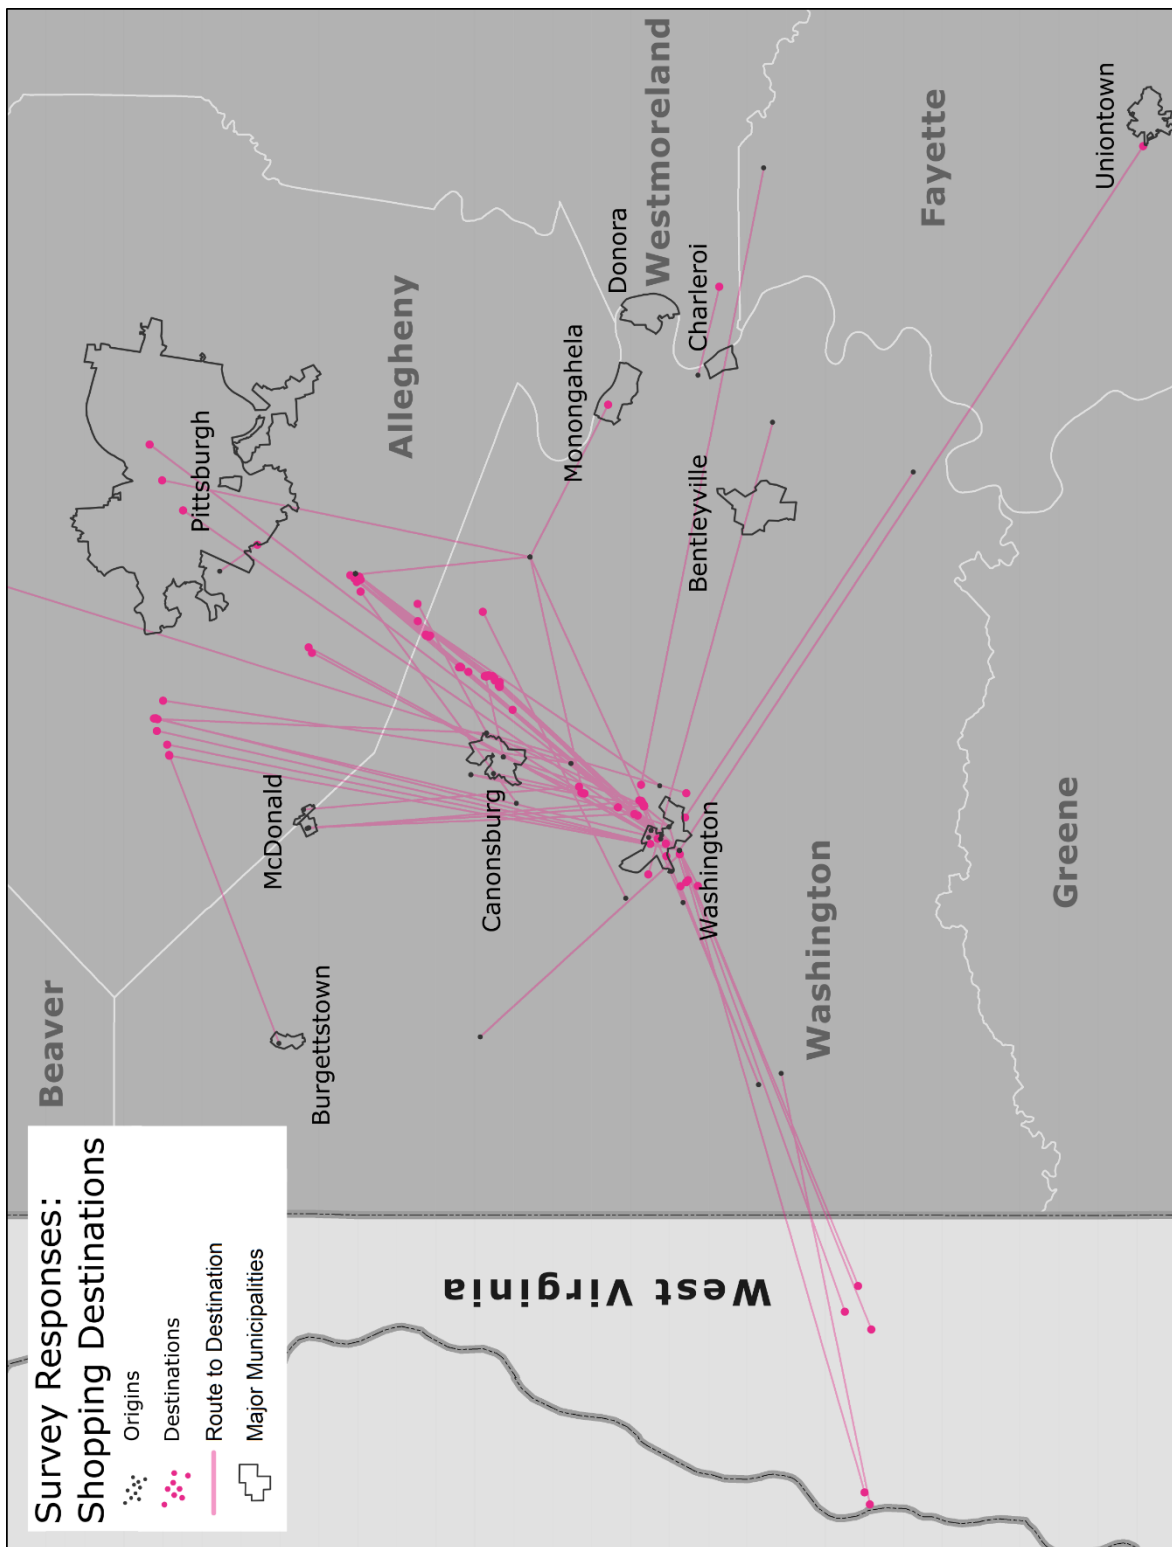 Survey Responses:
Shopping Destinations
Origins
Destinations
Route to Destination
Major Municipalities
Beaver
Burgettstown
McDonald
Pittsburgh
Allegheny
Canonsburg
Monongahela
Donora
Westmoreland
Charleroi
Bentleyville
Washington
Washington
Fayette
Uniontown
Greene
West Virginia